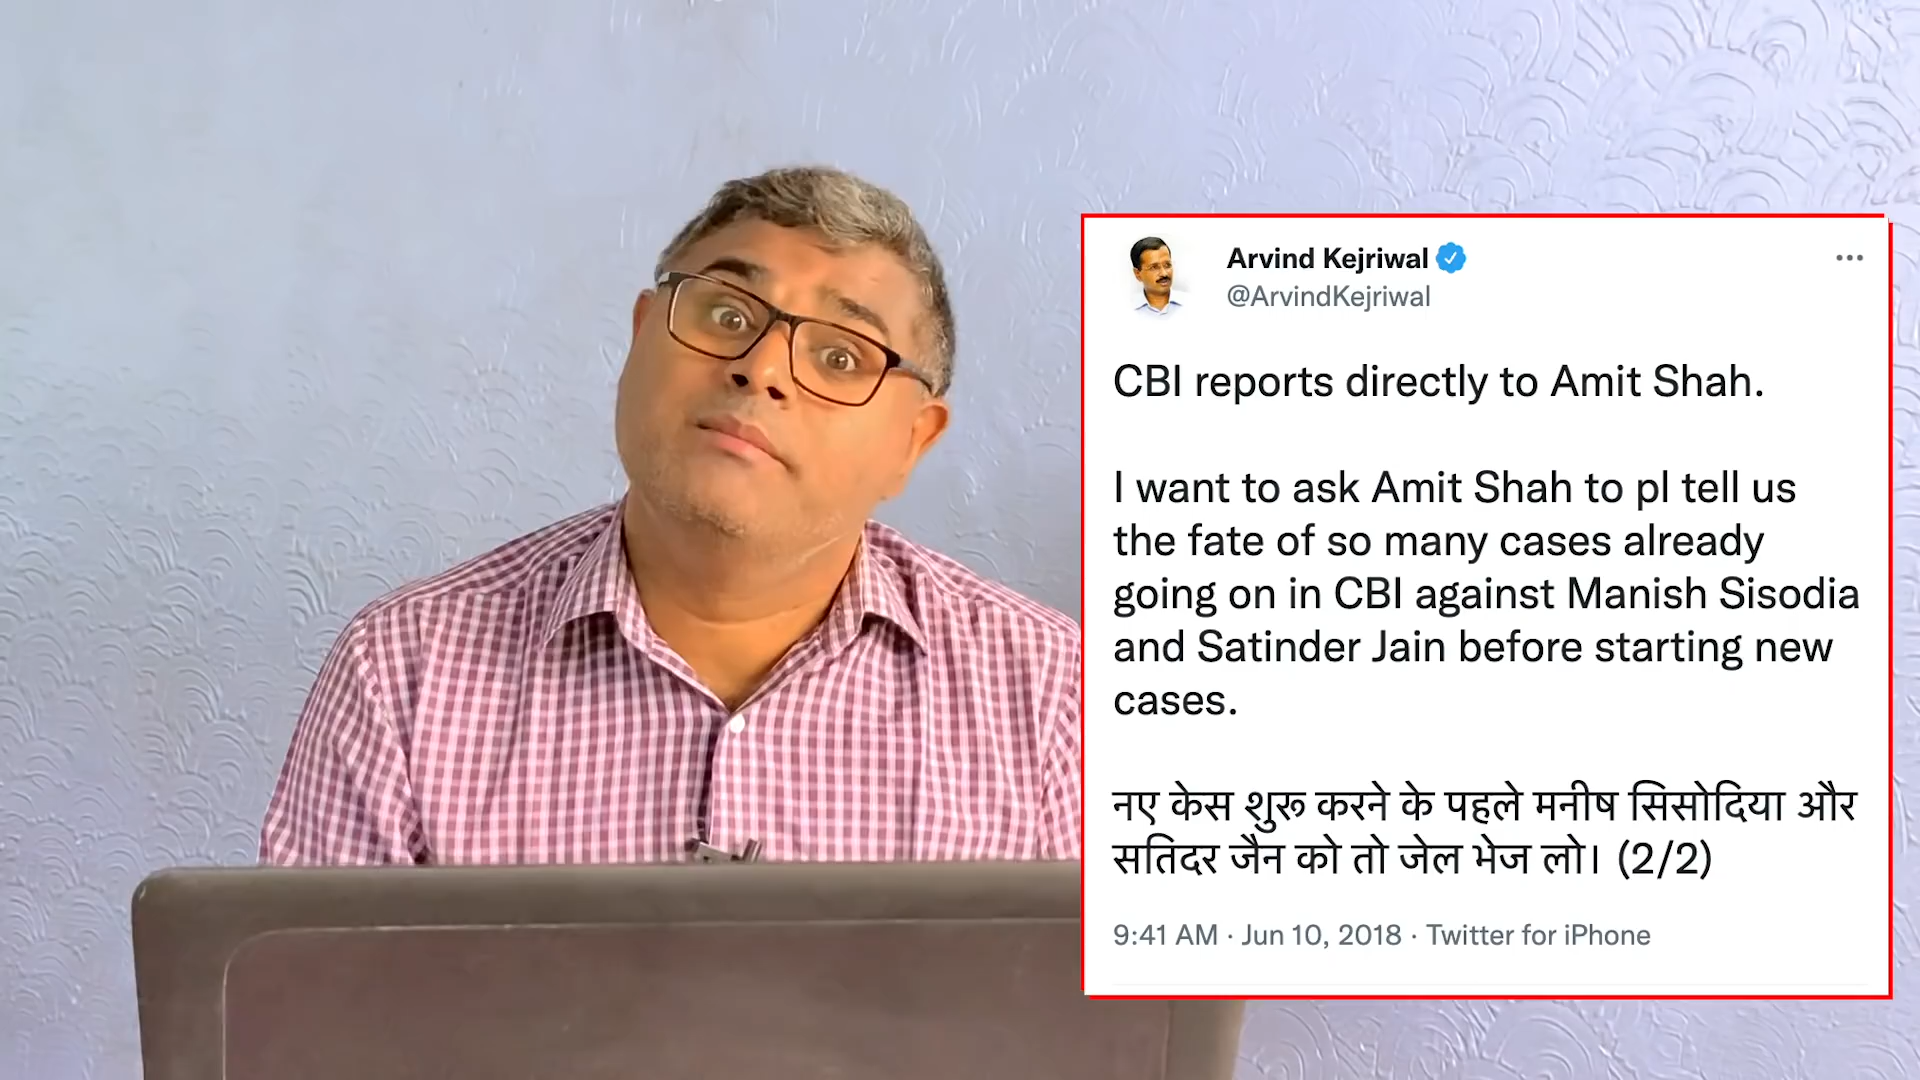 Arvind Kejriwal
@ArvindKejriwal
CBI reports directly to Amit Shah.
I want to ask Amit Shah to pl tell us
the fate of so many cases already
going on in CBI against Manish Sisodia
and Satinder Jain before starting new
cases.
नए केस शुरू करने के पहले मनीष सिसोदिया और
सतिंदर जैन को तो जेल भेज लो। (2/2)
9:41 AM · Jun 10, 2018 · Twitter for iPhone